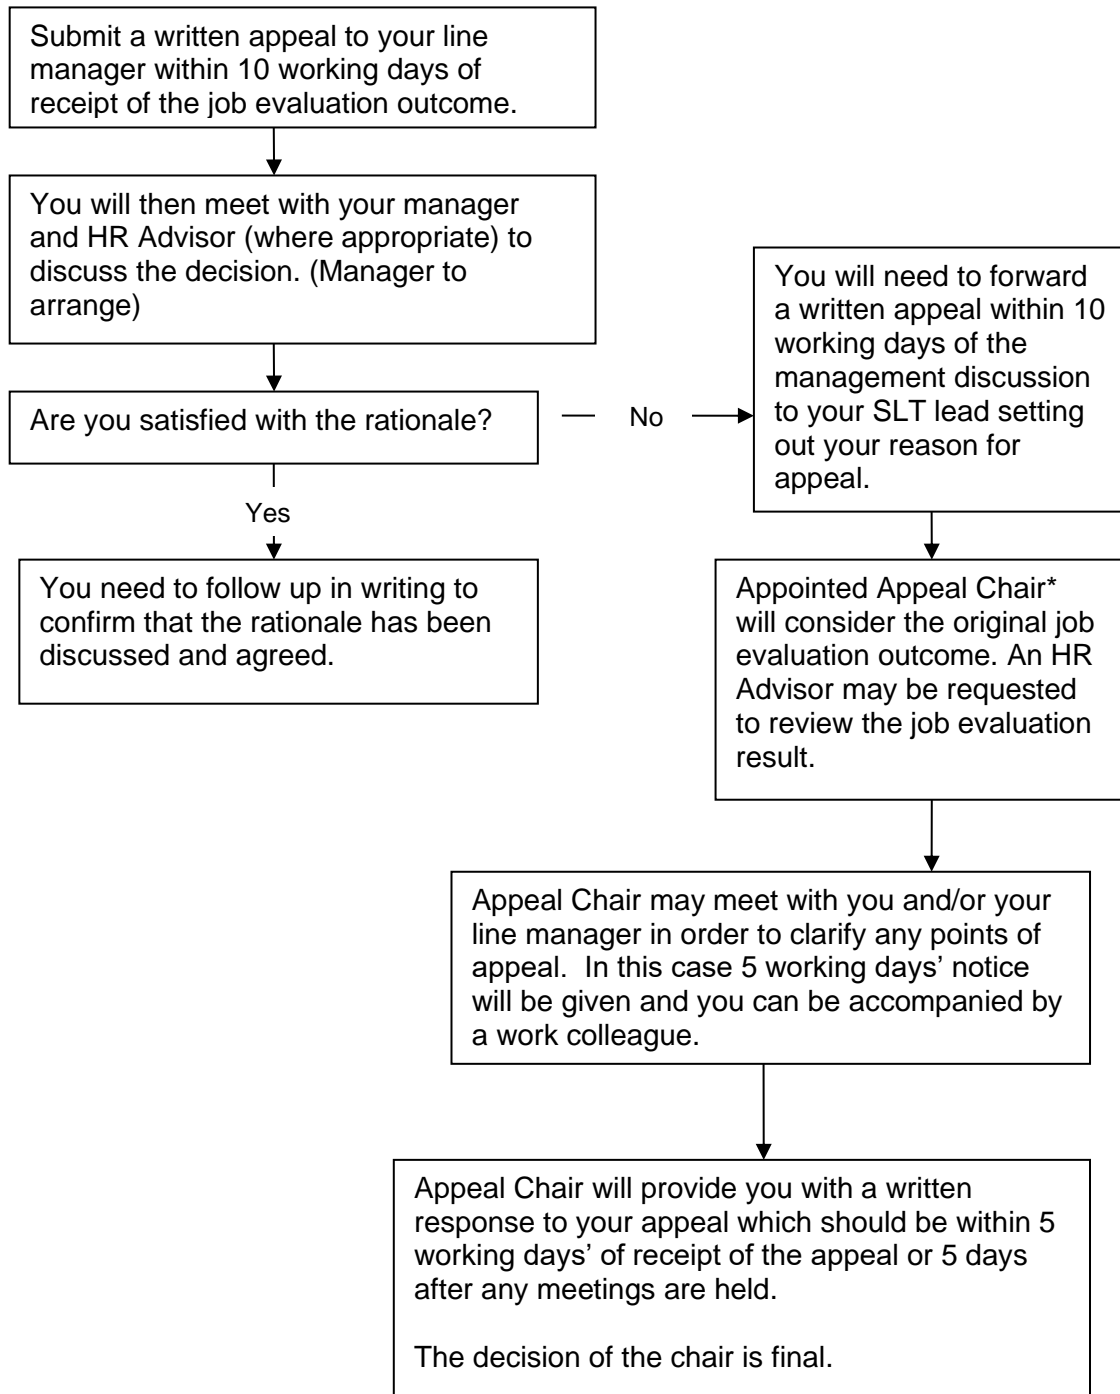 Submit a written appeal to your line
manager within 10 working days of
receipt of the job evaluation outcome.
You will then meet with your manager
and HR Advisor (where appropriate) to
discuss the decision. (Manager to
arrange)
Are you satisfied with the rationale?
No
Yes
You need to follow up in writing to
confirm that the rationale has been
discussed and agreed.
You will need to forward
a written appeal within 10
working days of the
management discussion
to your SLT lead setting
out your reason for
appeal.
Appointed Appeal Chair*
will consider the original job
evaluation outcome. An HR
Advisor may be requested
to review the job evaluation
result.
Appeal Chair may meet with you and/or your
line manager in order to clarify any points of
appeal.  In this case 5 working days’ notice
will be given and you can be accompanied by
a work colleague.
Appeal Chair will provide you with a written
response to your appeal which should be within 5
working days’ of receipt of the appeal or 5 days
after any meetings are held.
The decision of the chair is final.